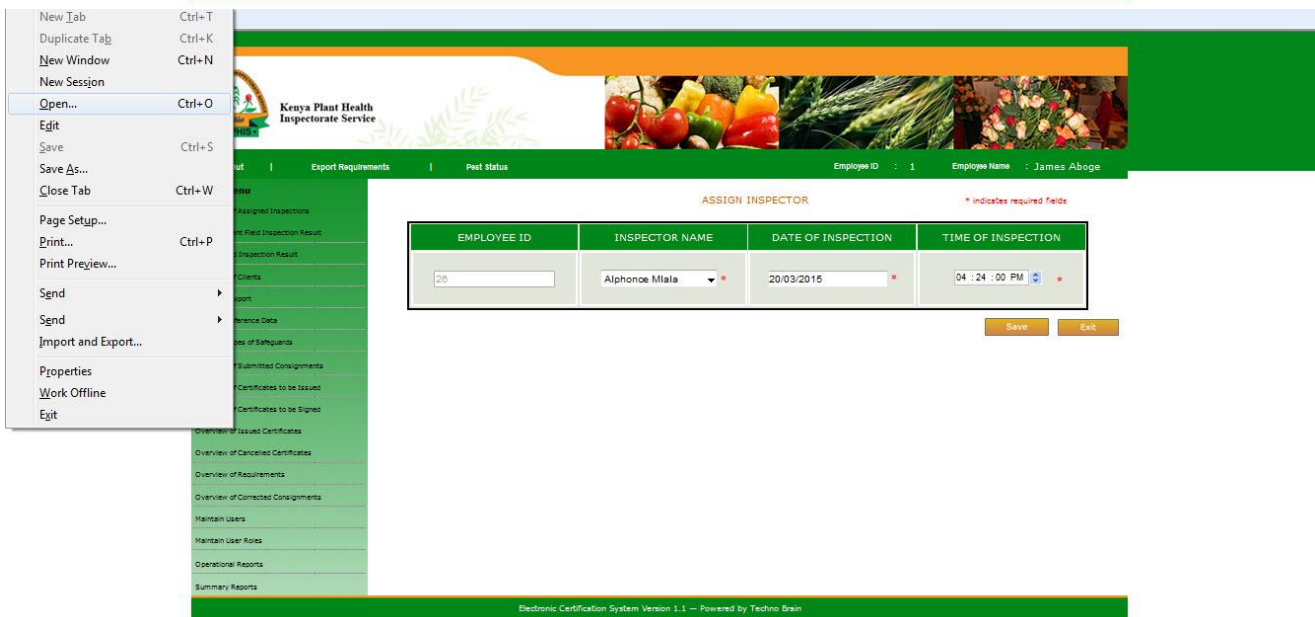 New Tab Ctrl+T
Duplicate Tab Ctrl+K
New Window Ctrl+N
New Session
Open... Ctrl+O
Edit
Save Ctrl+S
Save As...
Close Tab Ctrl+W
Page Setup...
Print... Ctrl+P
Print Preview...
Send
Send
Import and Export...
Properties
Work Offline
Exit
Kenya Plant Health
Inspectorate Service
PHIS
ut | Export Requirements | Pest Status Employee ID : 1 Employee Name : James Aboge
enu
f Assigned Inspections
nt Field Inspection Result
d Inspection Result
f Clients
xport
ference Data
pes of Safeguards
f Submitted Consignments
f Certificates to be Issued
f Certificates to be Signed
Overview of Issued Certificates
Overview of Cancelled Certificates
Overview of Requirements
Overview of Corrected Consignments
Maintain Users
Maintain User Roles
Operational Reports
Summary Reports
ASSIGN INSPECTOR * indicates required fields
EMPLOYEE ID INSPECTOR NAME DATE OF INSPECTION TIME OF INSPECTION
26 Alphonce Mlala * 20/03/2015 * 04 : 24 : 00 PM *
Save Exit
Electronic Certification System Version 1.1 — Powered by Techno Brain